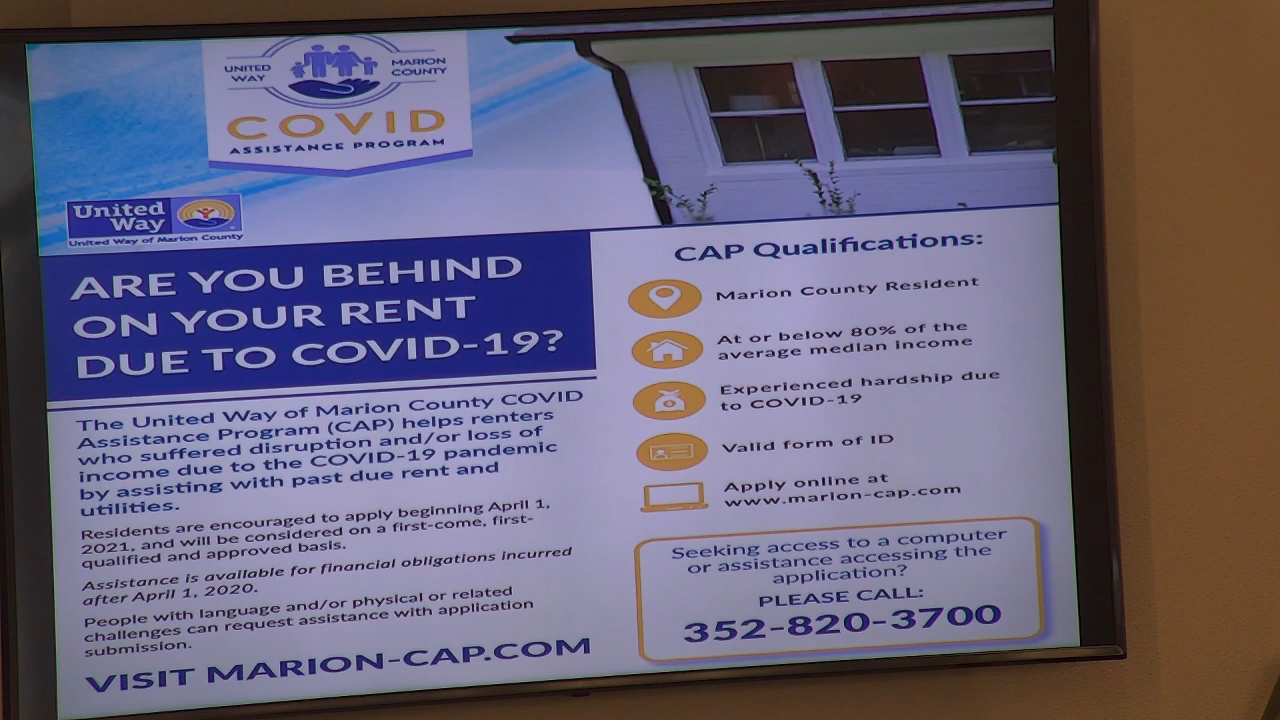 UNITED WAY
MARION COUNTY
COVID
ASSISTANCE PROGRAM
United Way
United Way of Marion County
ARE YOU BEHIND
ON YOUR RENT
DUE TO COVID-19?
The United Way of Marion County COVID
Assistance Program (CAP) helps renters
who suffered disruption and/or loss of
income due to the COVID-19 pandemic
by assisting with past due rent and
utilities.
Residents are encouraged to apply beginning April 1,
2021, and will be considered on a first-come, first-
qualified and approved basis.
Assistance is available for financial obligations incurred
after April 1, 2020.
People with language and/or physical or related
challenges can request assistance with application
submission.
VISIT MARION-CAP.COM
CAP Qualifications:
Marion County Resident
At or below 80% of the
average median income
Experienced hardship due
to COVID-19
Valid form of ID
Apply online at
www.marion-cap.com
Seeking access to a computer
or assistance accessing the
application?
PLEASE CALL:
352-820-3700